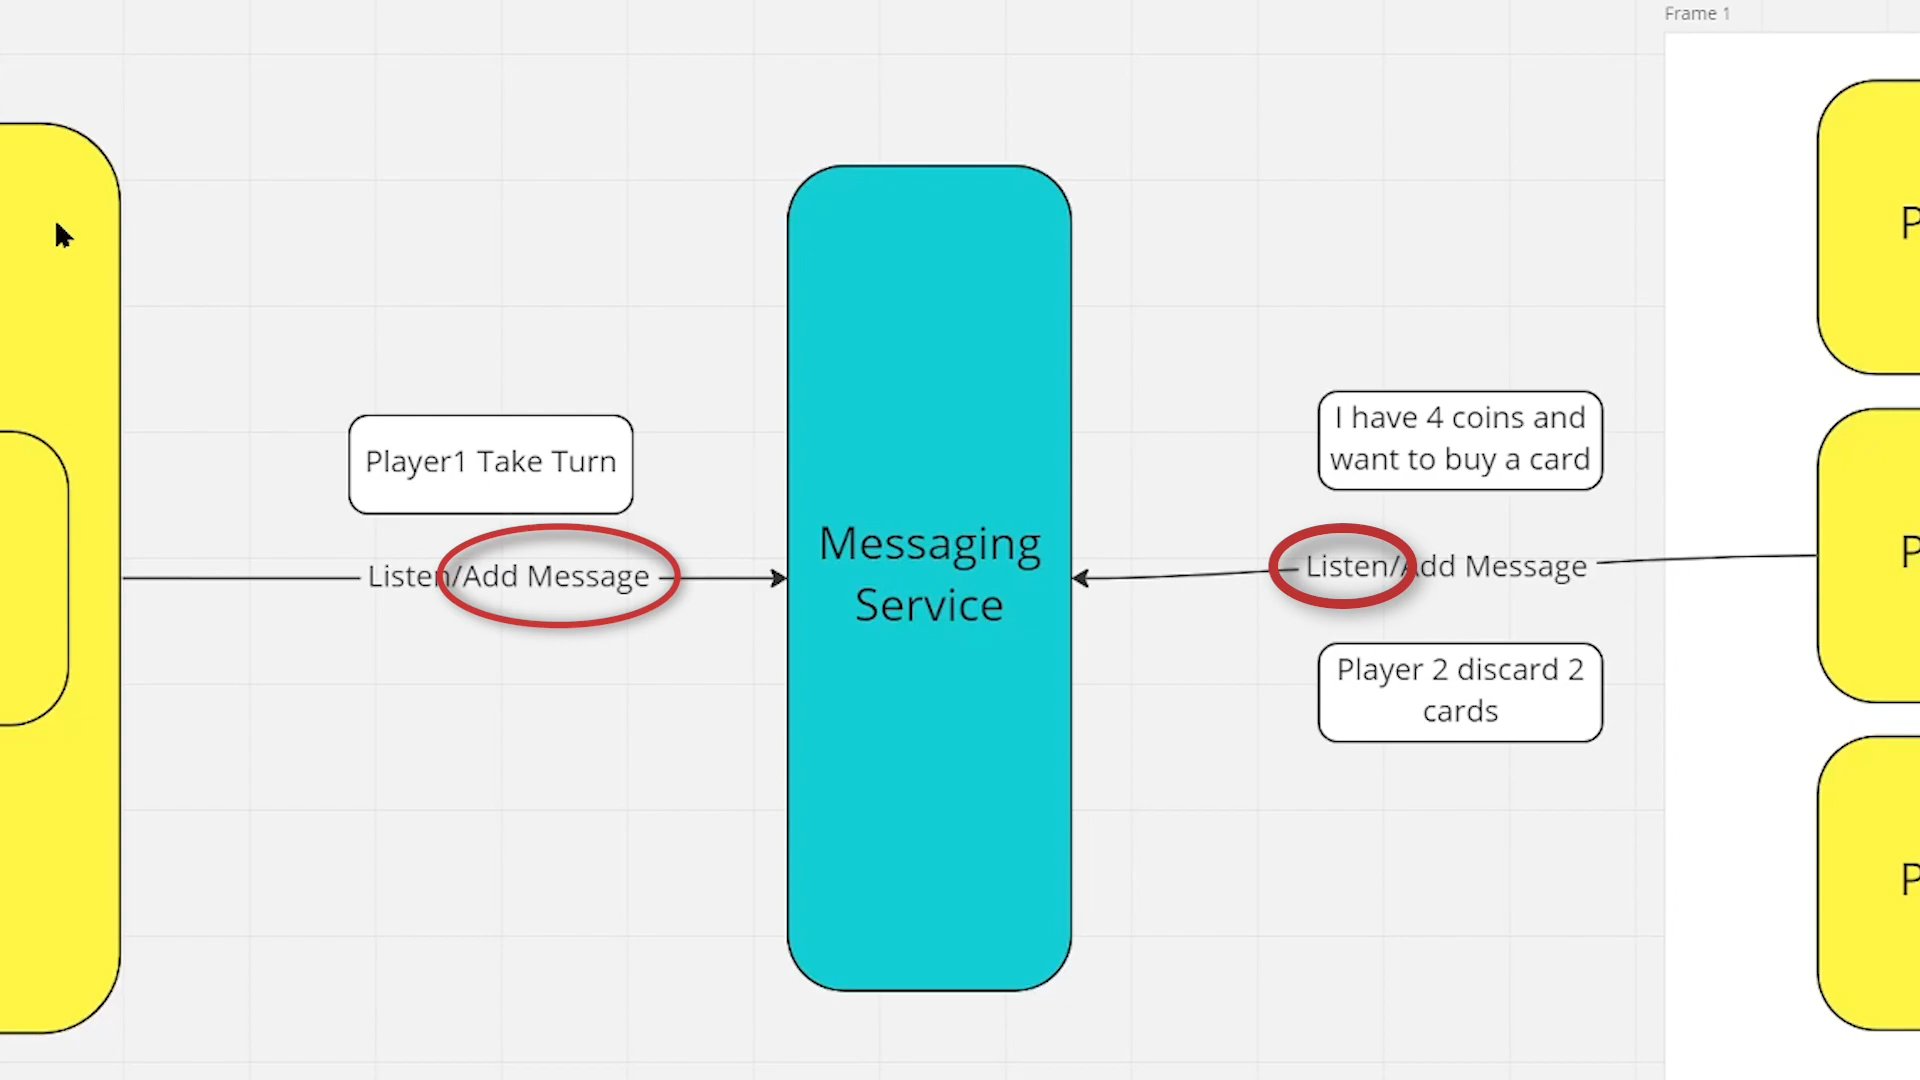 Frame 1
Player1 Take Turn
Listen/Add Message
Messaging
Service
I have 4 coins and
want to buy a card
Listen/Add Message
Player 2 discard 2
cards
P
P
P